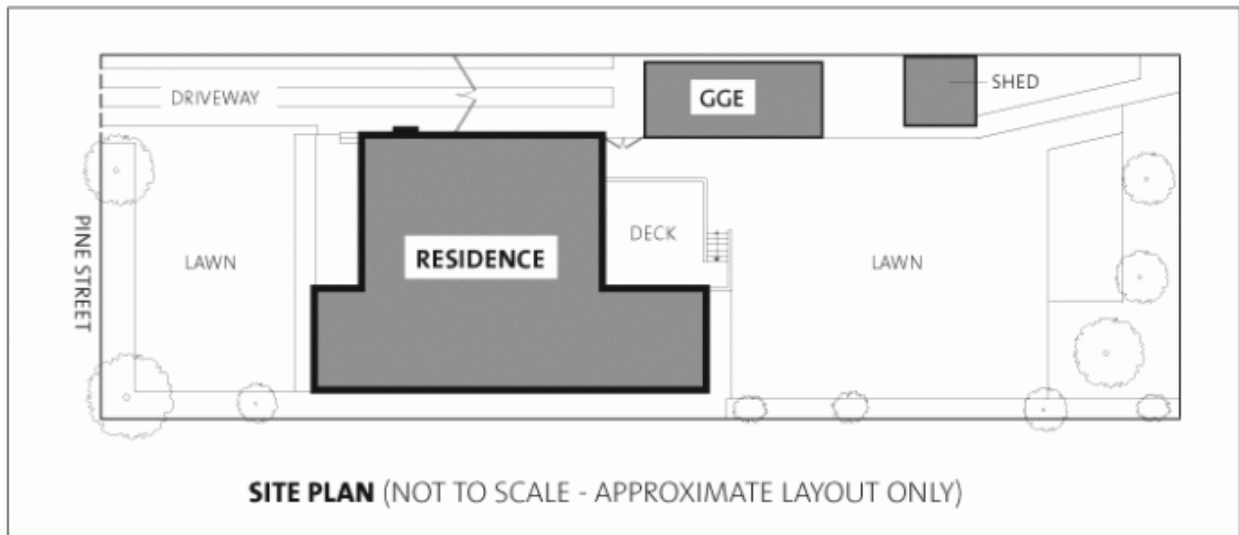 SHED
GGE
DRIVEWAY
PINE STREET
LAWN
RESIDENCE
DECK
LAWN
SITE PLAN (NOT TO SCALE - APPROXIMATE LAYOUT ONLY)